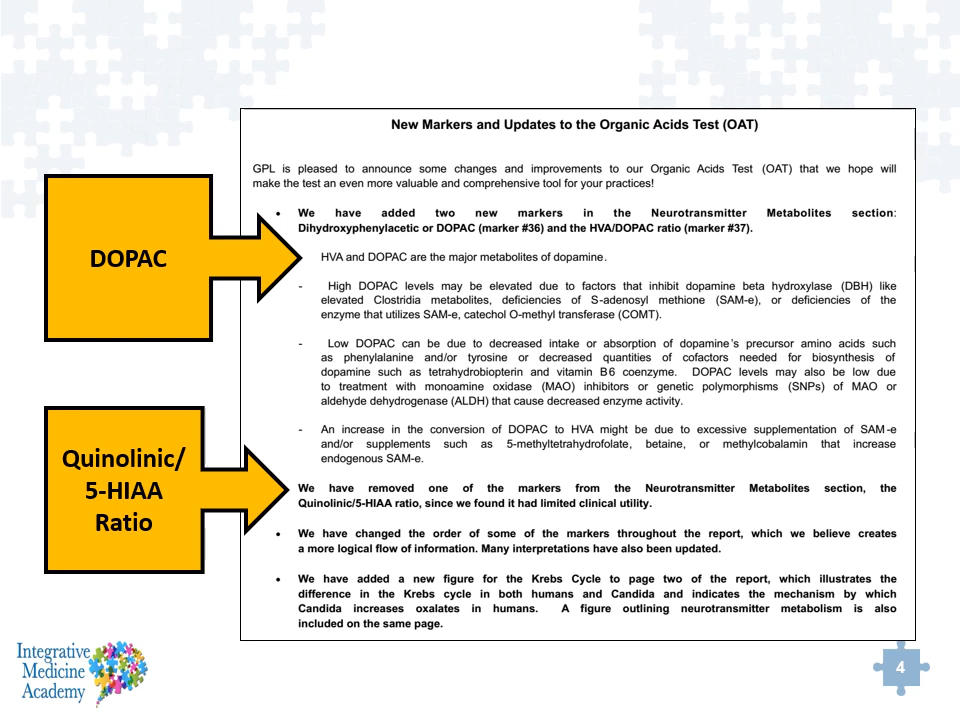 New Markers and Updates to the Organic Acids Test (OAT)
GPL is pleased to announce some changes and improvements to our Organic Acids Test (OAT) that we hope will
make the test an even more valuable and comprehensive tool for your practices!
• We have added two new markers in the Neurotransmitter Metabolites section:
Dihydroxyphenylacetic or DOPAC (marker #36) and the HVA/DOPAC ratio (marker #37).
DOPAC
HVA and DOPAC are the major metabolites of dopamine.
- High DOPAC levels may be elevated due to factors that inhibit dopamine beta hydroxylase (DBH) like
elevated Clostridia metabolites, deficiencies of S-adenosyl methione (SAM-e), or deficiencies of the
enzyme that utilizes SAM-e, catechol O-methyl transferase (COMT).
- Low DOPAC can be due to decreased intake or absorption of dopamine's precursor amino acids such
as phenylalanine and/or tyrosine or decreased quantities of cofactors needed for biosynthesis of
dopamine such as tetrahydrobiopterin and vitamin B6 coenzyme. DOPAC levels may also be low due
to treatment with monoamine oxidase (MAO) inhibitors or genetic polymorphisms (SNPs) of MAO or
aldehyde dehydrogenase (ALDH) that cause decreased enzyme activity.
- An increase in the conversion of DOPAC to HVA might be due to excessive supplementation of SAM-e
and/or supplements such as 5-methyltetrahydrofolate, betaine, or methylcobalamin that increase
endogenous SAM-e.
Quinolinic/
5-HIAA
Ratio
We have removed one of the markers from the Neurotransmitter Metabolites section, the
Quinolinic/5-HIAA ratio, since we found it had limited clinical utility.
• We have changed the order of some of the markers throughout the report, which we believe creates
a more logical flow of information. Many interpretations have also been updated.
• We have added a new figure for the Krebs Cycle to page two of the report, which illustrates the
difference in the Krebs cycle in both humans and Candida and indicates the mechanism by which
Candida increases oxalates in humans. A figure outlining neurotransmitter metabolism is also
included on the same page.
Integrative
Medicine
Academy
4